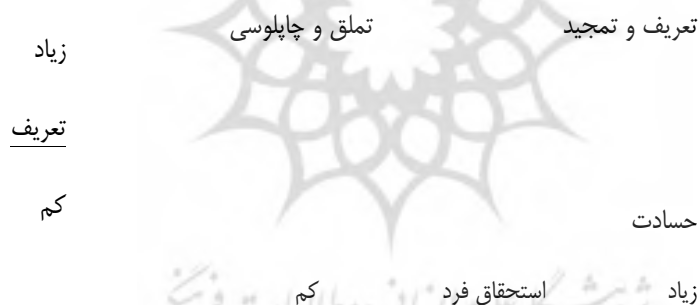 تعریف و تمجید تملق و چاپلوسی
زیاد
تعریف
کم
حسادت
زیاد استحقاق فرد کم